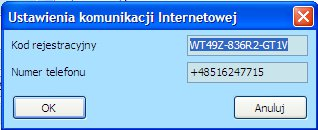 Ustawienia komunikacji Internetowej
Kod rejestracyjny WT49Z-836R2-GT1V
Numer telefonu +48516247715
OK Anuluj